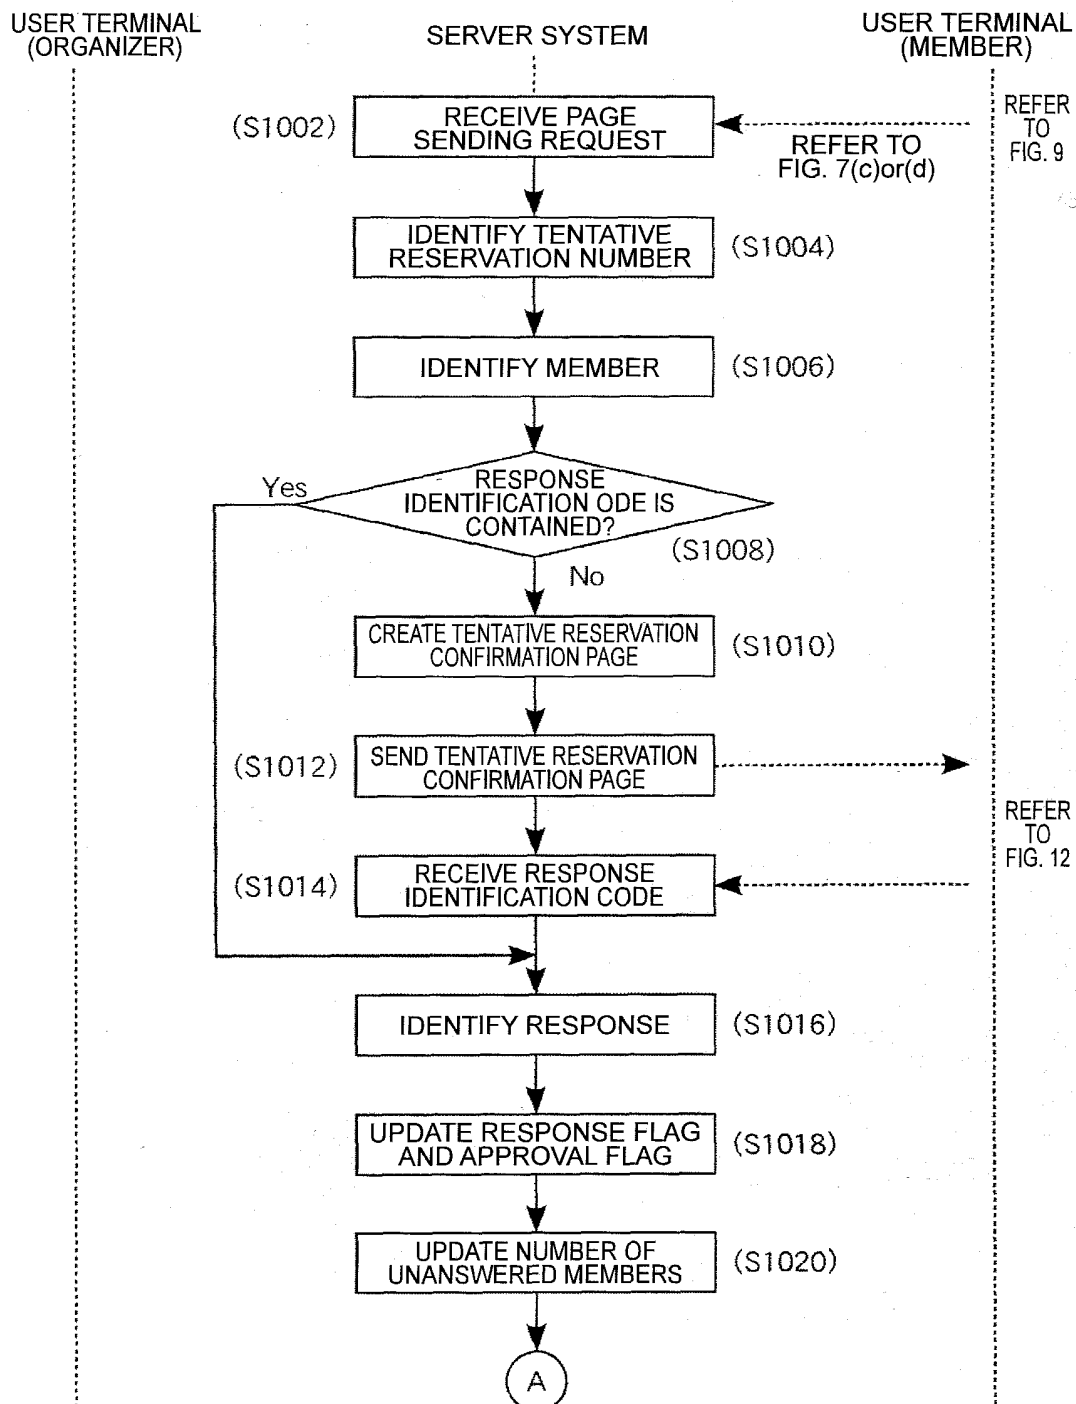 USER TERMINAL
(ORGANIZER)
SERVER SYSTEM
USER TERMINAL
(MEMBER)
(S1002)
RECEIVE PAGE
SENDING REQUEST
REFER TO
FIG. 7(c)or(d)
REFER
TO
FIG. 9
IDENTIFY TENTATIVE
RESERVATION NUMBER
(S1004)
IDENTIFY MEMBER
(S1006)
Yes
RESPONSE
IDENTIFICATION ODE IS
CONTAINED?
(S1008)
No
CREATE TENTATIVE RESERVATION
CONFIRMATION PAGE
(S1010)
(S1012)
SEND TENTATIVE RESERVATION
CONFIRMATION PAGE
REFER
TO
FIG. 12
(S1014)
RECEIVE RESPONSE
IDENTIFICATION CODE
IDENTIFY RESPONSE
(S1016)
UPDATE RESPONSE FLAG
AND APPROVAL FLAG
(S1018)
UPDATE NUMBER OF
UNANSWERED MEMBERS
(S1020)
A